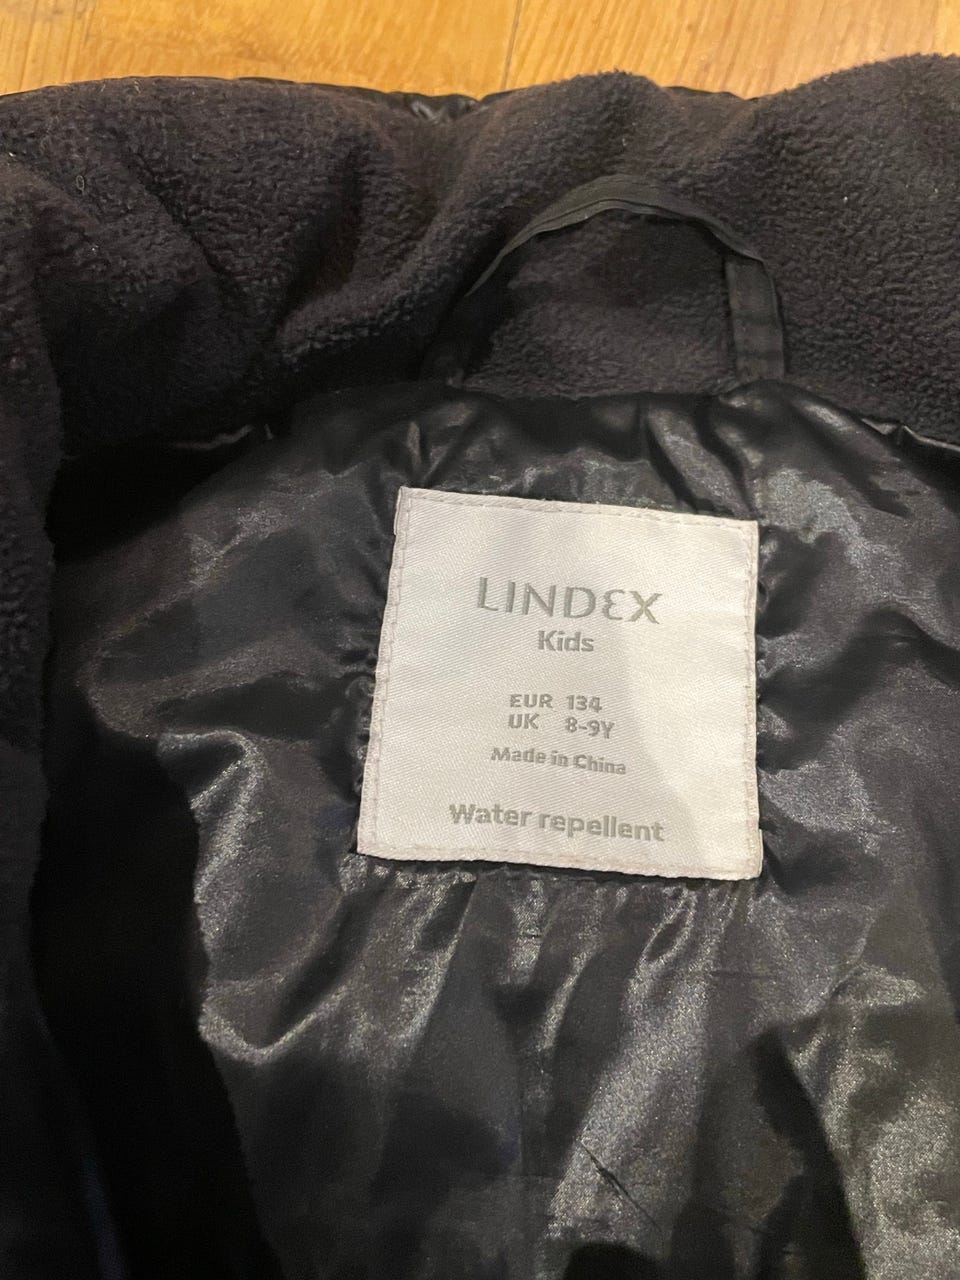 LINDEX
Kids
EUR 134
UK 8-9Y
Made in China
Water repellent